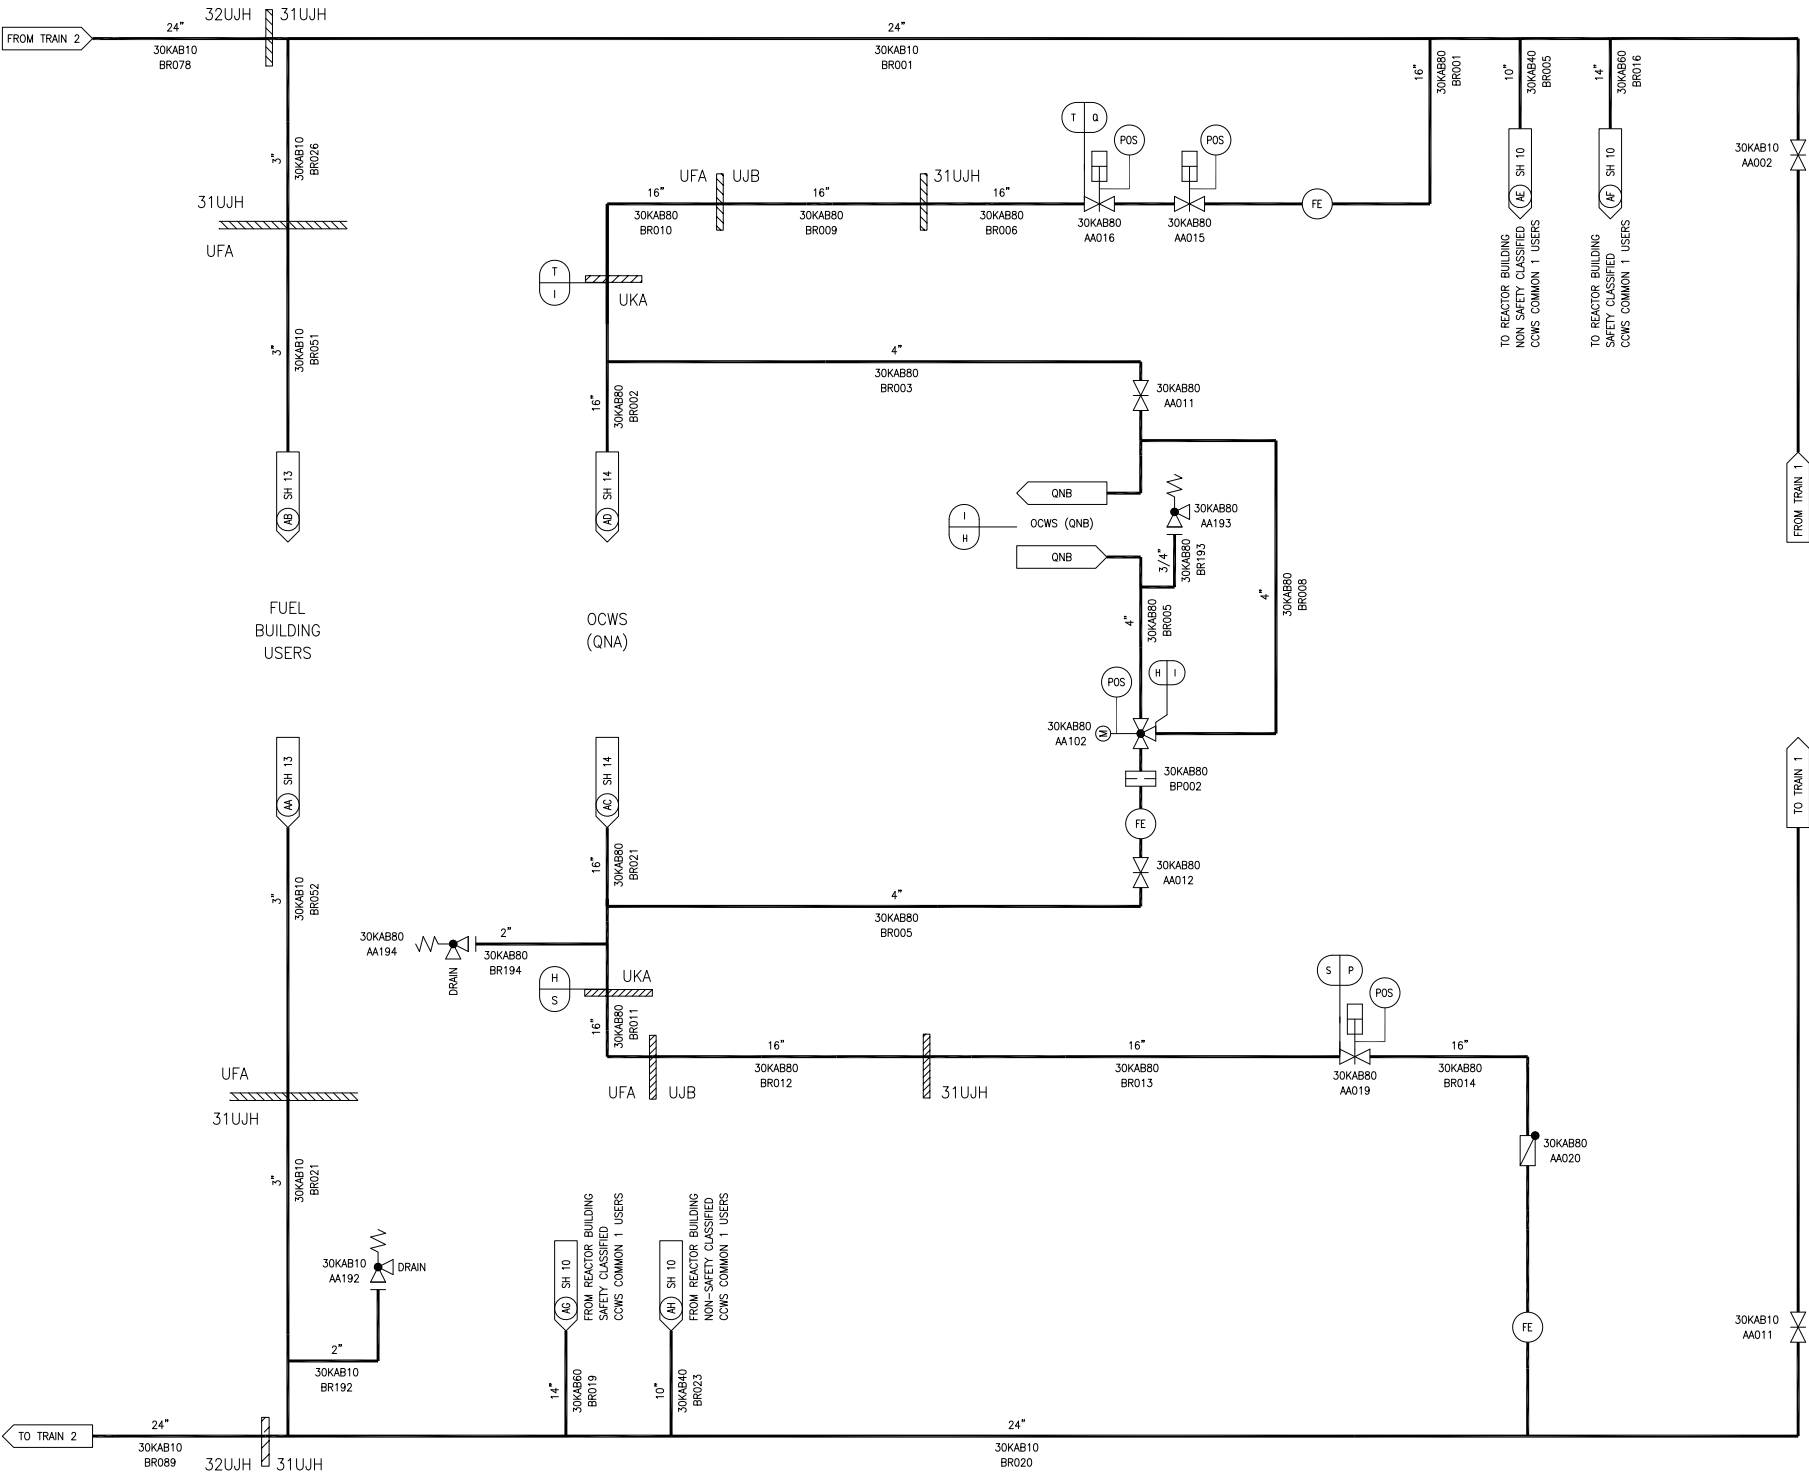 32UJH 31UJH
FROM TRAIN 2
24"
30KAB10
BR078
24"
30KAB10
BR001
16"
30KAB80
BR001
10"
30KAB40
BR005
14"
30KAB60
BR016
3"
30KAB10
BR026
31UJH
UFA
3"
30KAB10
BR051
T Q
POS
POS
AE SH 10
AF SH 10
30KAB10
AA002
UFA UJB
31UJH
16"
30KAB80
BR010
16"
30KAB80
BR009
16"
30KAB80
BR006
30KAB80
AA016
30KAB80
AA015
FE
TO REACTOR BUILDING
NON SAFETY CLASSIFIED
CCWS COMMON 1 USERS
TO REACTOR BUILDING
SAFETY CLASSIFIED
CCWS COMMON 1 USERS
T
I
UKA
4"
30KAB80
BR003
16"
30KAB80
BR002
30KAB80
AA011
AB SH 13
AD SH 14
QNB
FROM TRAIN 1
I
H
OCWS (QNB)
30KAB80
AA193
QNB
3/4"
30KAB80
BR193
4"
30KAB80
BR005
4"
30KAB80
BR008
FUEL
BUILDING
USERS
OCWS
(QNA)
POS
H I
30KAB80
AA102
M
30KAB80
BP002
FE
AA SH 13
AC SH 14
TO TRAIN 1
30KAB80
AA012
16"
30KAB80
BR021
3"
30KAB10
BR052
4"
30KAB80
BR005
30KAB80
AA194
DRAIN
2"
30KAB80
BR194
H
S
UKA
16"
30KAB80
BR011
S P
POS
16"
30KAB80
BR012
16"
30KAB80
BR013
30KAB80
AA019
16"
30KAB80
BR014
UFA UJB
31UJH
UFA
31UJH
30KAB80
AA020
3"
30KAB10
BR021
30KAB10
AA192
DRAIN
AG SH 10
FROM REACTOR BUILDING
SAFETY CLASSIFIED
CCWS COMMON 1 USERS
AH SH 10
FROM REACTOR BUILDING
NON-SAFETY CLASSIFIED
CCWS COMMON 1 USERS
FE
30KAB10
AA011
2"
30KAB10
BR192
14"
30KAB60
BR019
10"
30KAB40
BR023
TO TRAIN 2
24"
30KAB10
BR089
32UJH 31UJH
24"
30KAB10
BR020